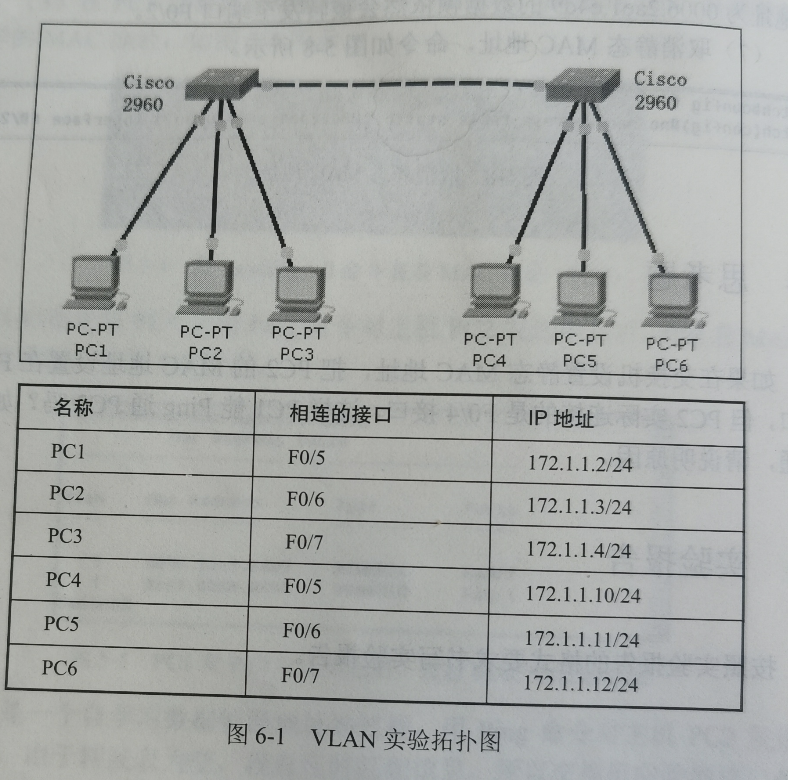 Cisco
2960
Cisco
2960
PC-PT
PC1
PC-PT
PC2
PC-PT
PC3
PC-PT
PC4
PC-PT
PC5
PC-PT
PC6
名称 相连的接口 IP 地址
PC1 F0/5 172.1.1.2/24
PC2 F0/6 172.1.1.3/24
PC3 F0/7 172.1.1.4/24
PC4 F0/5 172.1.1.10/24
PC5 F0/6 172.1.1.11/24
PC6 F0/7 172.1.1.12/24
图 6-1 VLAN 实验拓扑图